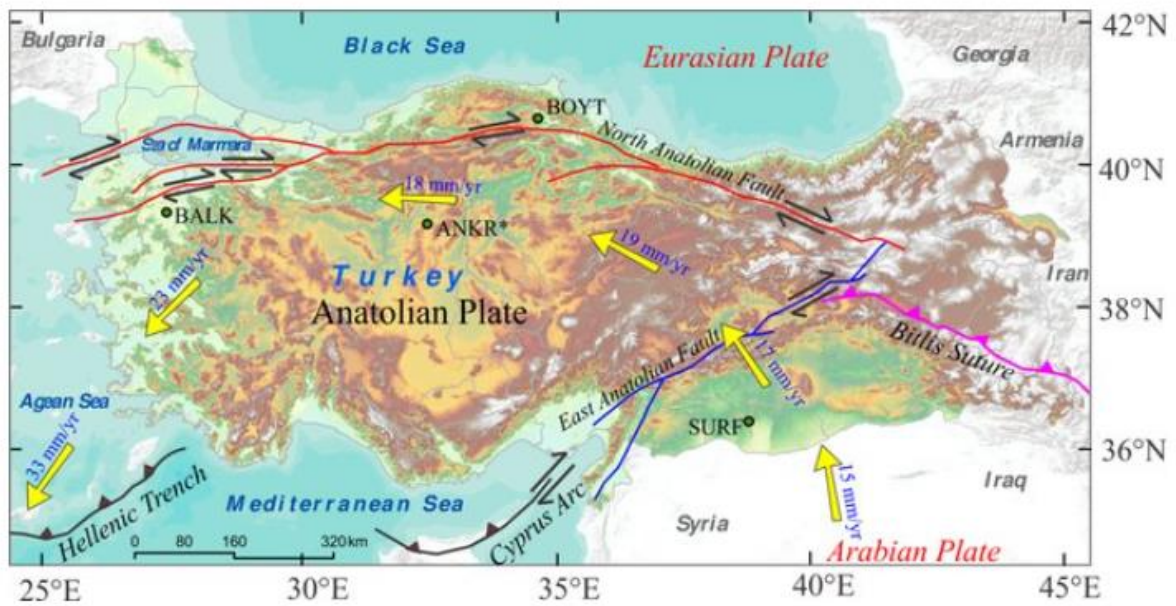 Bulgaria
Black Sea
Eurasian Plate
Georgia
42°N
BOYT
North Anatolian Fault
Armenia
Sea of Marmara
40°N
18 mm/yr
BALK
ANKR*
19 mm/yr
Iran
23 mm/yr
Turkey
Anatolian Plate
38°N
Bitlis Suture
17 mm/yr
East Anatolian Fault
Agean Sea
SURF
33 mm/yr
36°N
Hellenic Trench
Mediterranean Sea
Cyprus Arc
15 mm/yr
Iraq
Syria
Arabian Plate
0 80 160 320 km
25°E 30°E 35°E 40°E 45°E